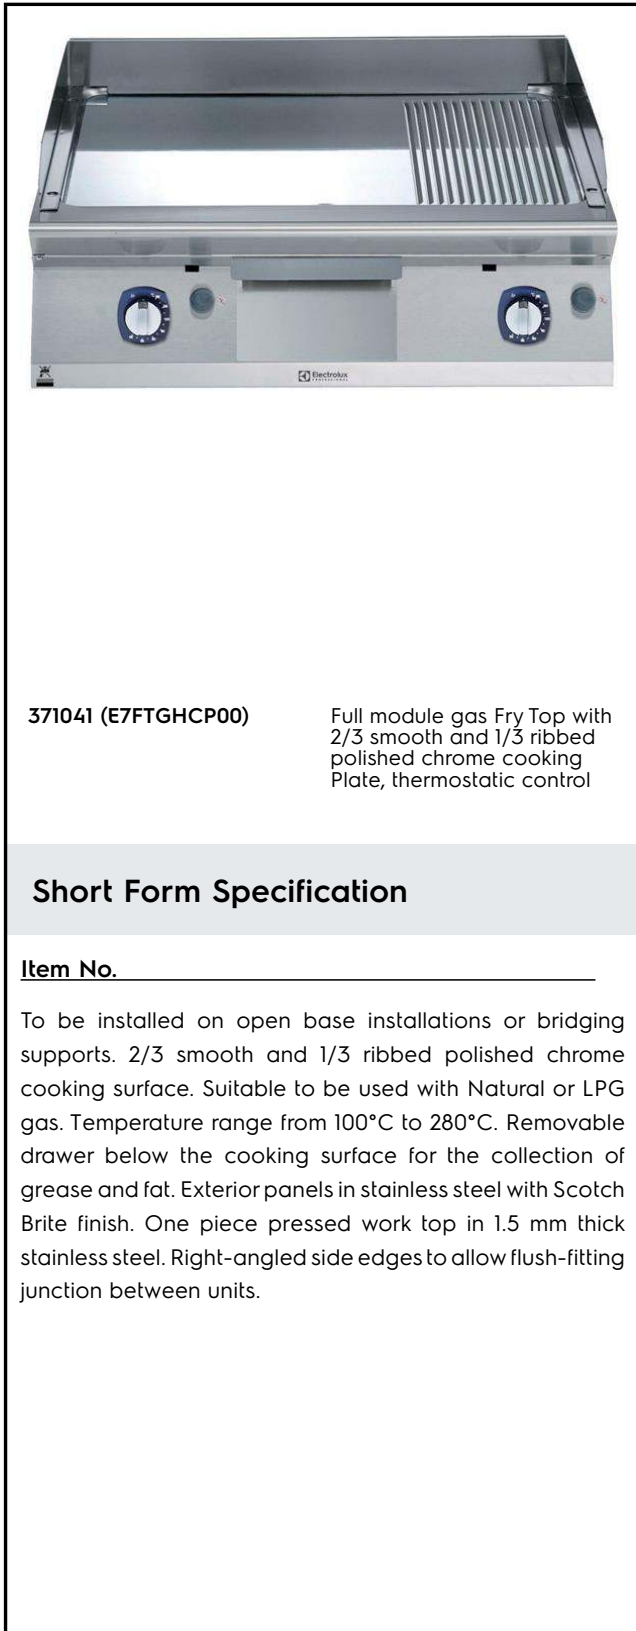 Electrolux
PROFESSIONAL
371041 (E7FTGHCP00)
Full module gas Fry Top with
2/3 smooth and 1/3 ribbed
polished chrome cooking
Plate, thermostatic control
Short Form Specification
Item No.
To be installed on open base installations or bridging
supports. 2/3 smooth and 1/3 ribbed polished chrome
cooking surface. Suitable to be used with Natural or LPG
gas. Temperature range from 100°C to 280°C. Removable
drawer below the cooking surface for the collection of
grease and fat. Exterior panels in stainless steel with Scotch
Brite finish. One piece pressed work top in 1.5 mm thick
stainless steel. Right-angled side edges to allow flush-fitting
junction between units.